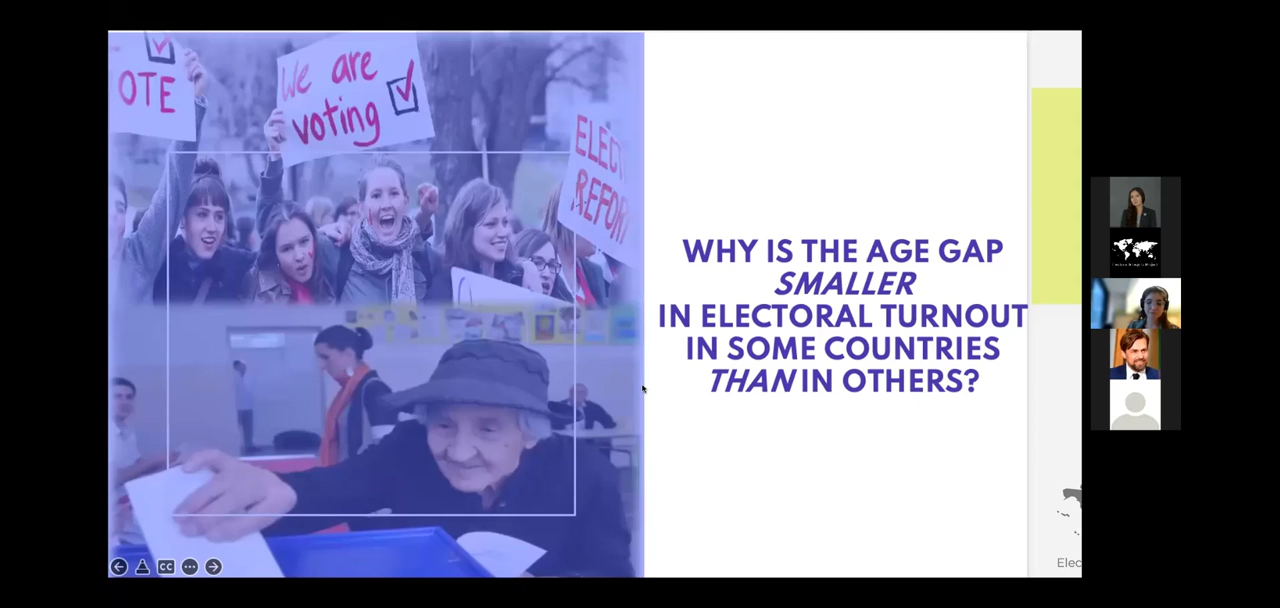 OTE
We are
voting
ELEC
REFOR
WHY IS THE AGE GAP
SMALLER
IN ELECTORAL TURNOUT
IN SOME COUNTRIES
THAN IN OTHERS?
CC
Elec